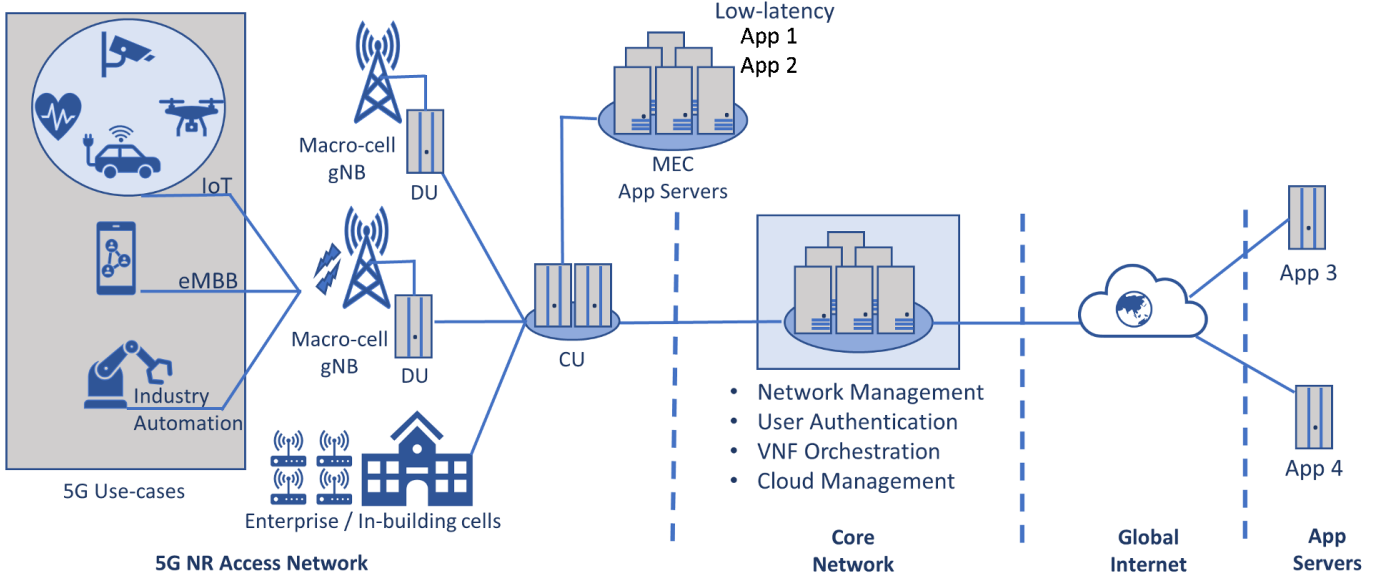 Low-latency
App 1
App 2
Macro-cell
gNB
DU
MEC
App Servers
IoT
eMBB
Industry
Automation
5G Use-cases
Macro-cell
gNB
DU
CU
Enterprise / In-building cells
5G NR Access Network
• Network Management
• User Authentication
• VNF Orchestration
• Cloud Management
Core
Network
Global
Internet
App 3
App 4
App
Servers